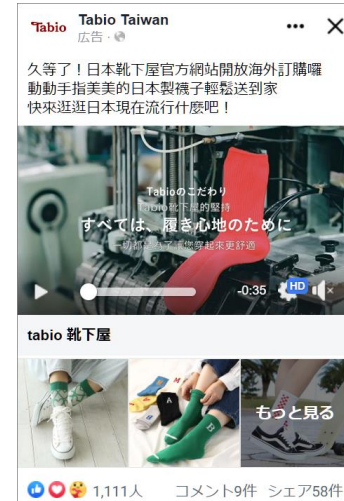 Tabio
Tabio Taiwan
広告
久等了！日本靴下屋官方網站開放海外訂購囉
動動手指美美的日本製襪子輕鬆送到家
快來逛逛日本現在流行什麼吧！
Tabioのこだわり
Tabio靴下屋的堅持
すべては、履き心地のために
一切都是為了讓您穿起來更舒適
-0:35
HD
tabio 靴下屋
A
B
もっと見る
1,111人
コメント9件 シェア58件